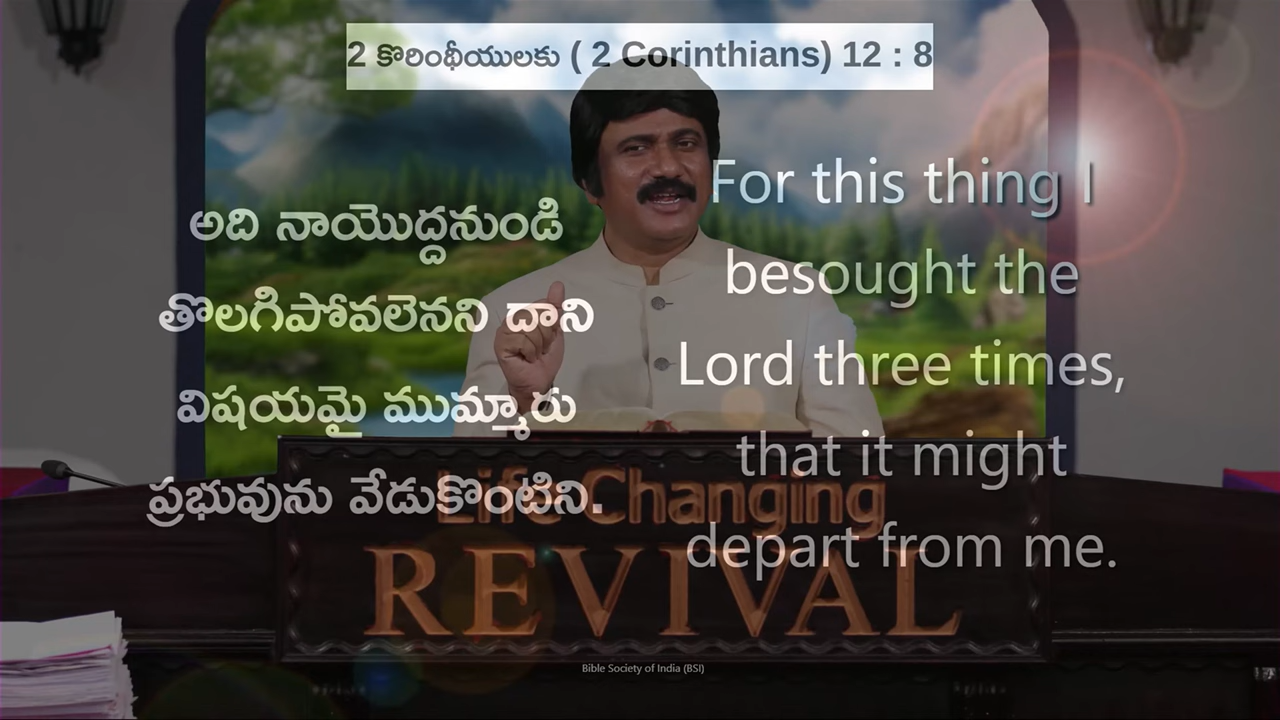 2 కొరింథీయులకు ( 2 Corinthians) 12 : 8
అది నాయొద్దనుండి
తొలగిపోవలెనని దాని
విషయమై ముమ్మారు
ప్రభువును వేడుకొంటిని.
For this thing I
besought the
Lord three times,
that it might
depart from me.
Life Changing
REVIVAL
Bible Society of India (BSI)